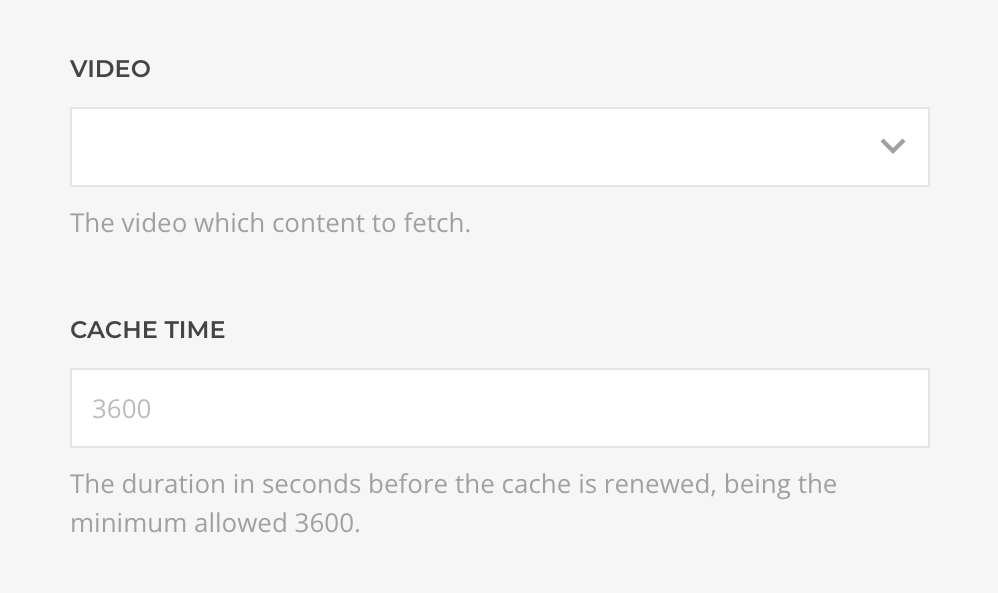 VIDEO
The video which content to fetch.
CACHE TIME
3600
The duration in seconds before the cache is renewed, being the
minimum allowed 3600.